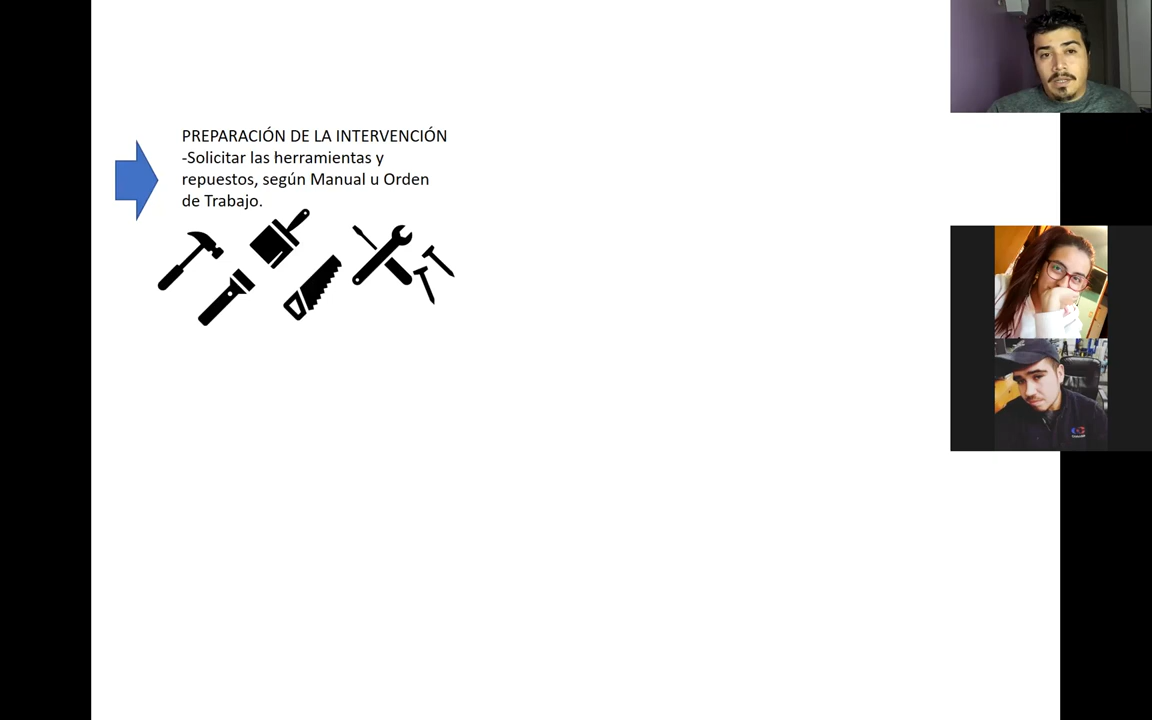 PREPARACIÓN DE LA INTERVENCIÓN
-Solicitar las herramientas y
repuestos, según Manual u Orden
de Trabajo.